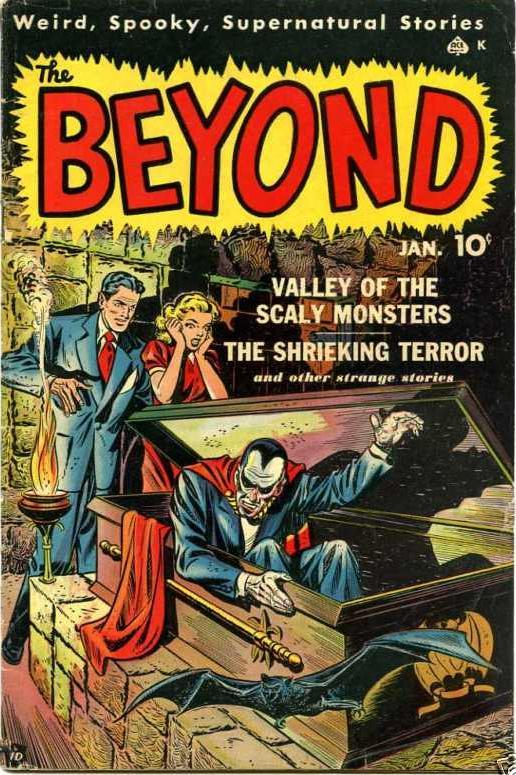 Weird, Spooky, Supernatural Stories
ACE
K
The
BEYOND
JAN. 10¢
VALLEY OF THE
SCALY MONSTERS
THE SHRIEKING TERROR
and other strange stories
1D